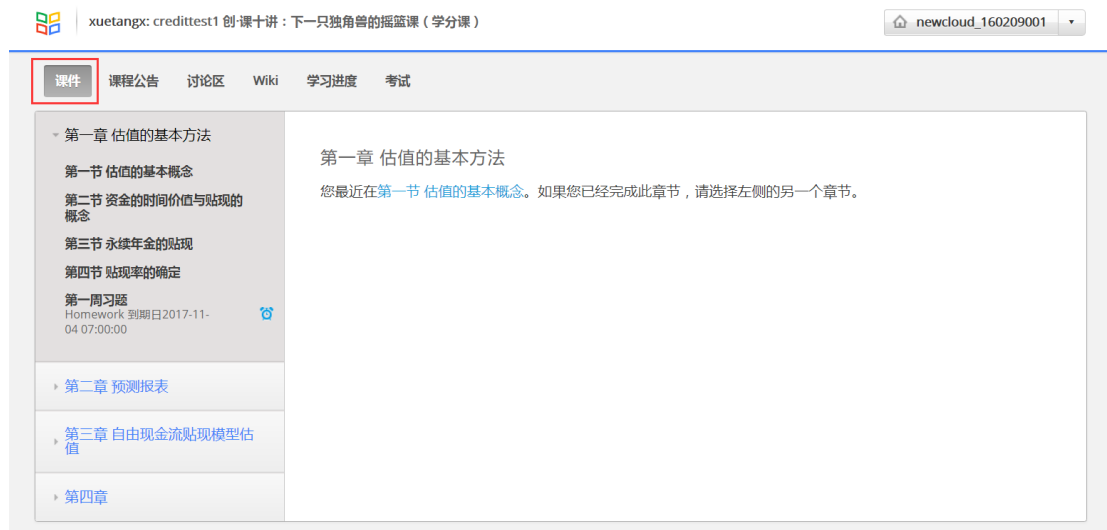 xuetangx: credittest1 创·课十讲：下一只独角兽的摇篮课（学分课）
newcloud_160209001
课件 课程公告 讨论区 Wiki 学习进度 考试
第一章 估值的基本方法
第一节 估值的基本概念
第二节 资金的时间价值与贴现的
概念
第三节 永续年金的贴现
第四节 贴现率的确定
第一周习题
Homework 到期日2017-11-
04 07:00:00
第二章 预测报表
第三章 自由现金流贴现模型估
值
第四章
第一章 估值的基本方法
您最近在第一节 估值的基本概念。如果您已经完成此章节，请选择左侧的另一个章节。